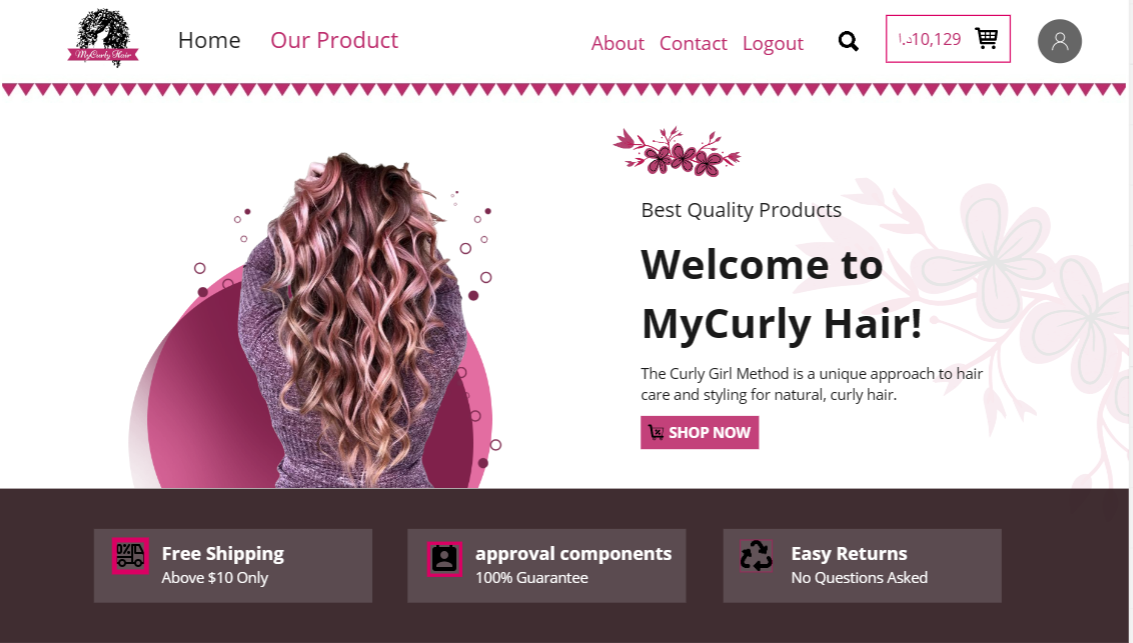 MyCurly Hair
Home
Our Product
About
Contact
Logout
د.ا10,129
Best Quality Products
Welcome to
MyCurly Hair!
The Curly Girl Method is a unique approach to hair
care and styling for natural, curly hair.
SHOP NOW
0%
Free Shipping
Above $10 Only
approval components
100% Guarantee
Easy Returns
No Questions Asked